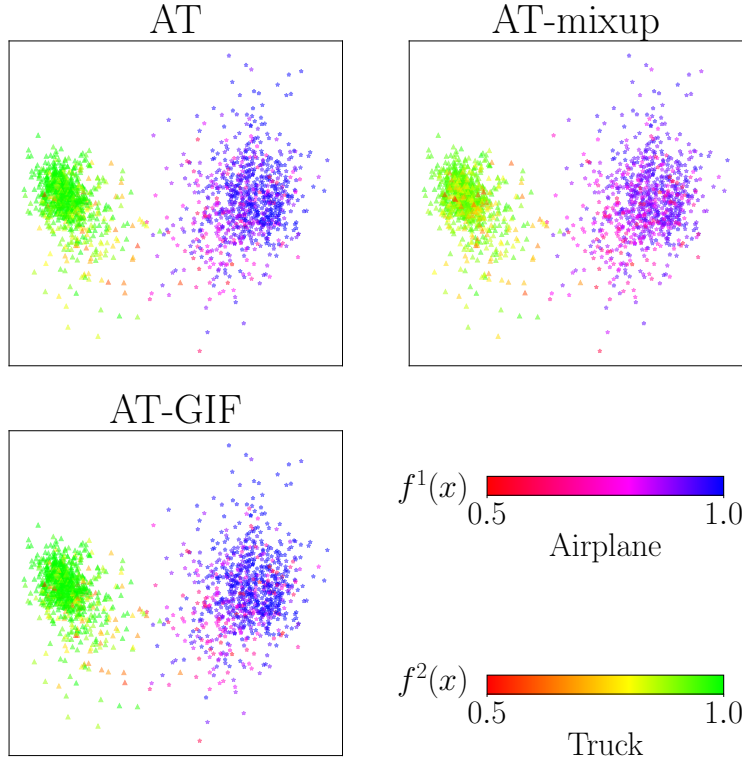 AT
AT-mixup
AT-GIF
f¹(x)
0.5 1.0
Airplane
f²(x)
0.5 1.0
Truck